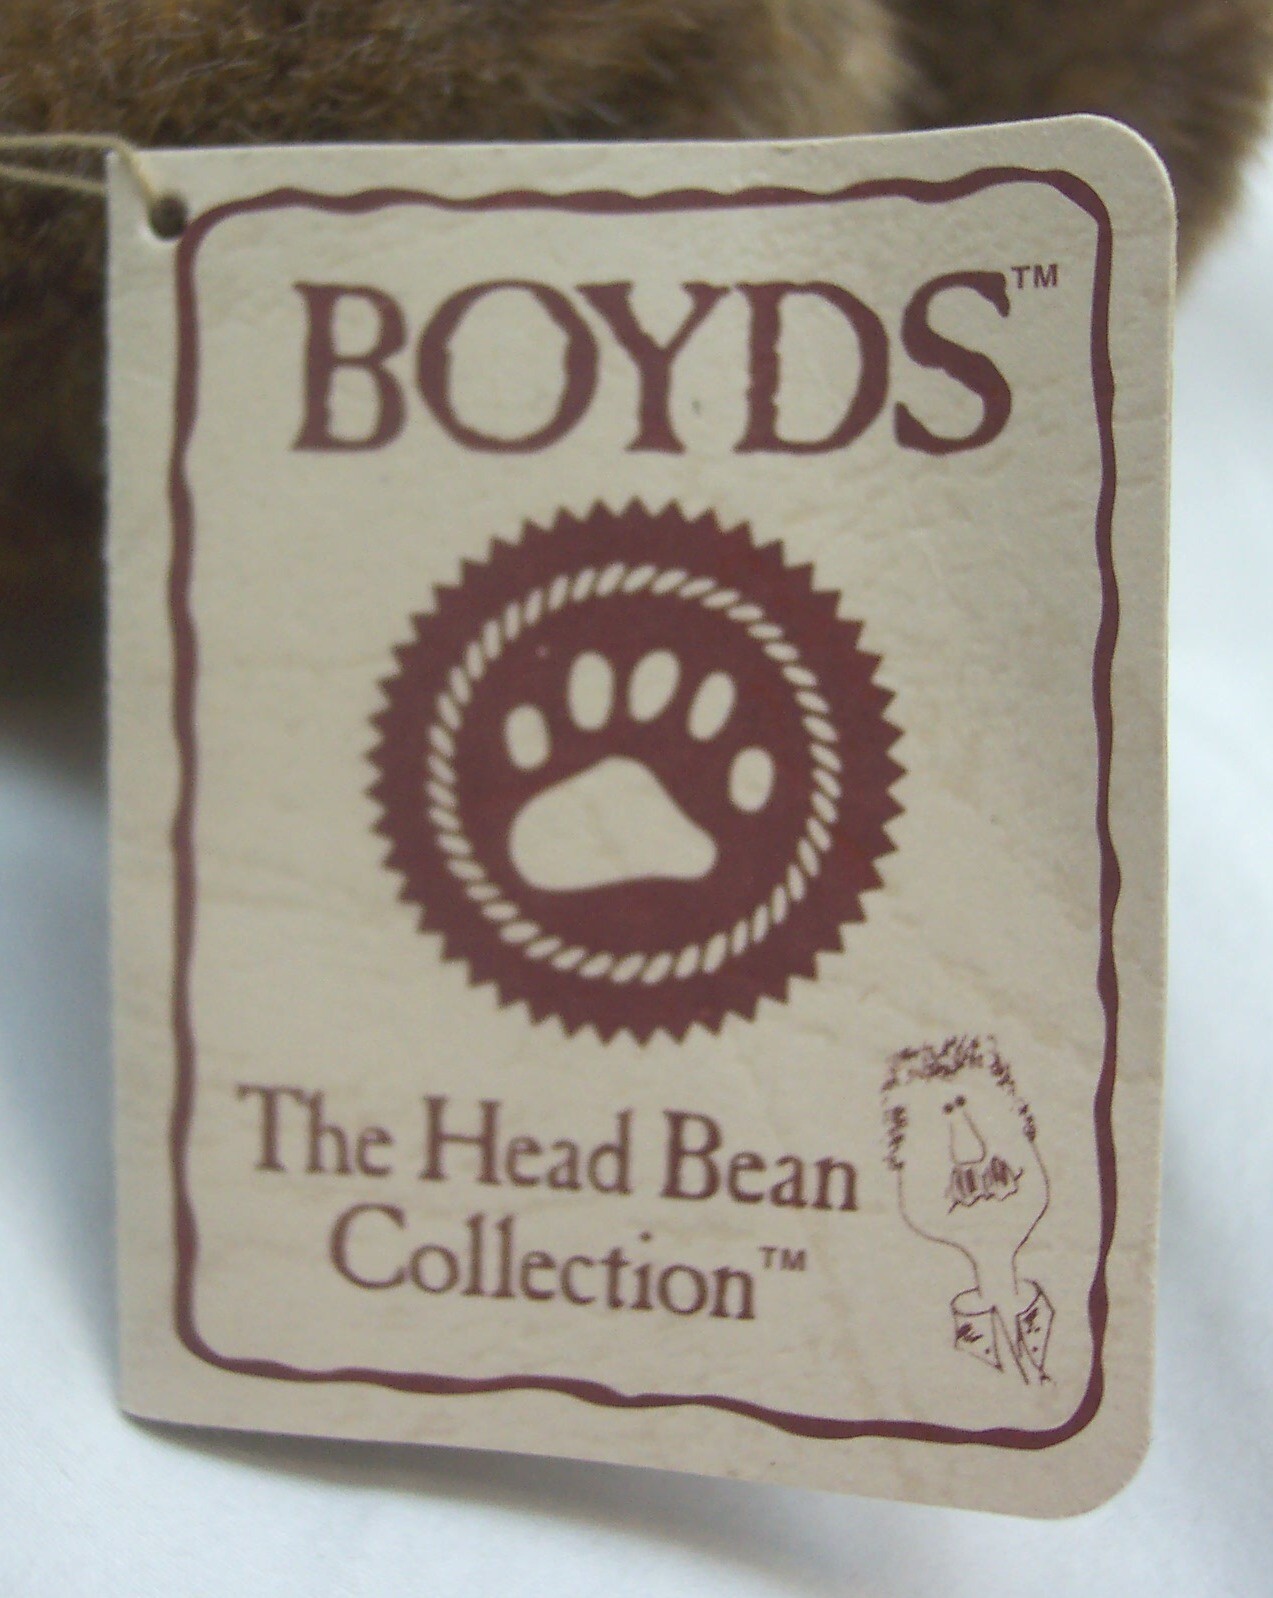 BOYDS™
The Head Bean
Collection™